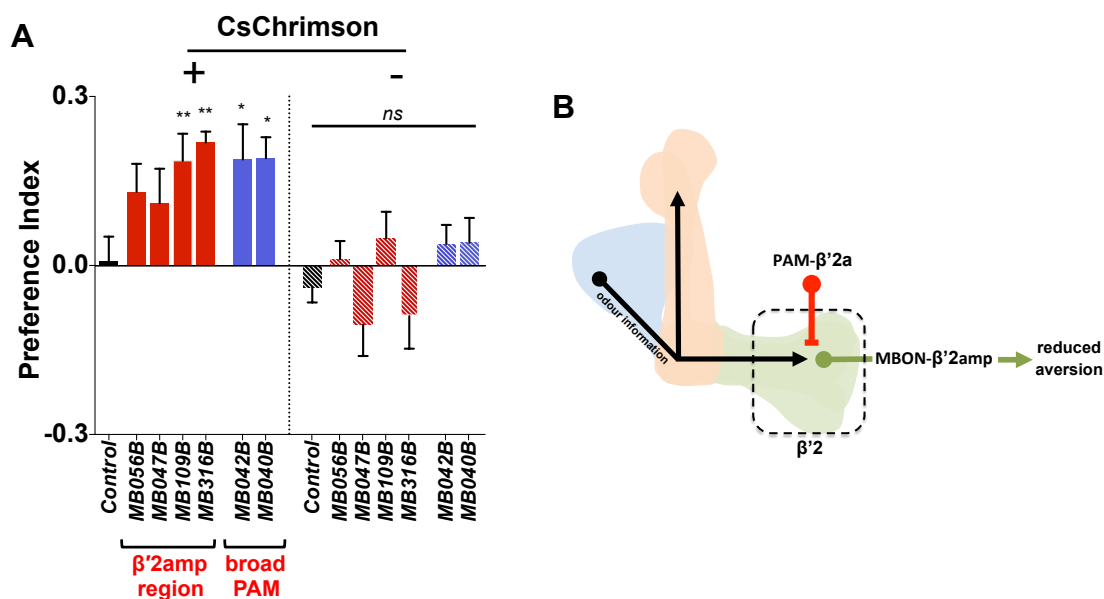 A
CsChrimson
+
-
0.3
0.0
-0.3
Preference Index
** ** * *
ns
Control
MB056B
MB047B
MB109B
MB316B
MB042B
MB040B
Control
MB056B
MB047B
MB109B
MB316B
MB042B
MB040B
β'2amp
region
broad
PAM
B
PAM-β'2a
odour information
MBON-β'2amp
reduced
aversion
β'2